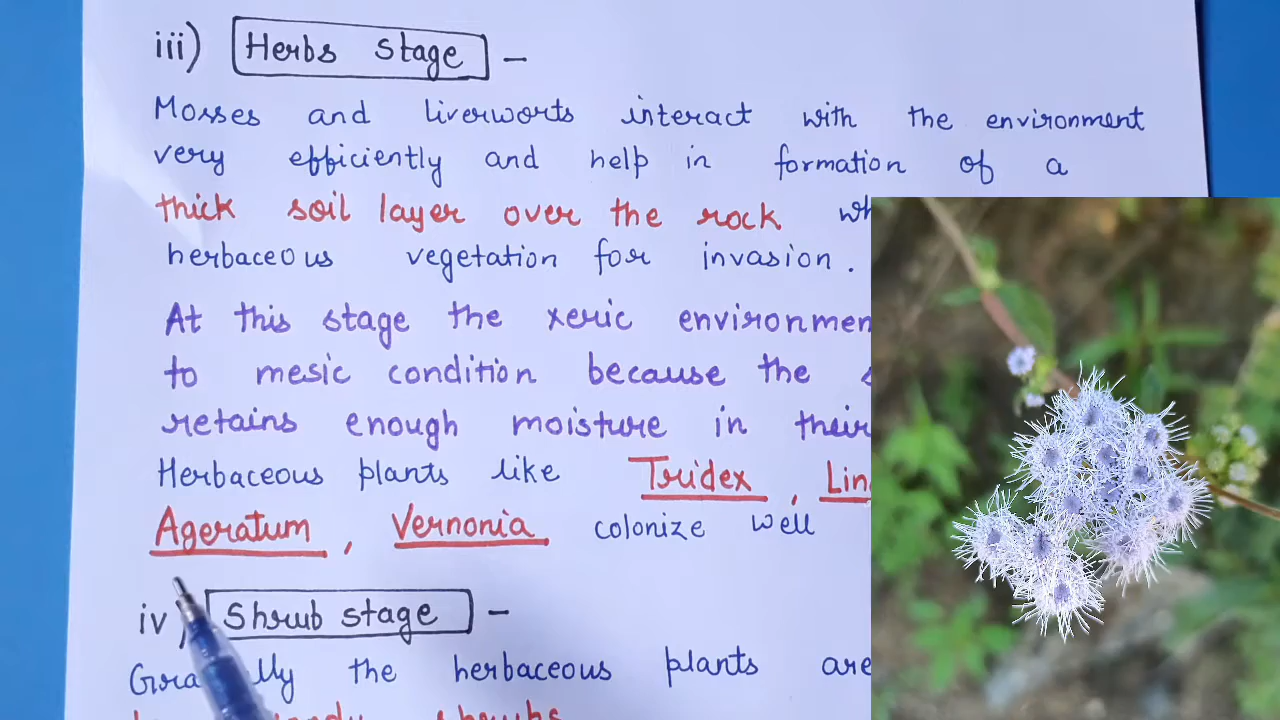 iii) Herbs stage -
Mosses and liverworts interact with the environment
very efficiently and help in formation of a
thick soil layer over the rock
herbaceous vegetation for invasion.
At this stage the xeric
to mesic condition because the
retains enough moisture in their
Herbaceous plants like Tridex,
Ageratum, Vernonia colonize well
iv) Shrub stage -
the herbaceous plants are
shrubs